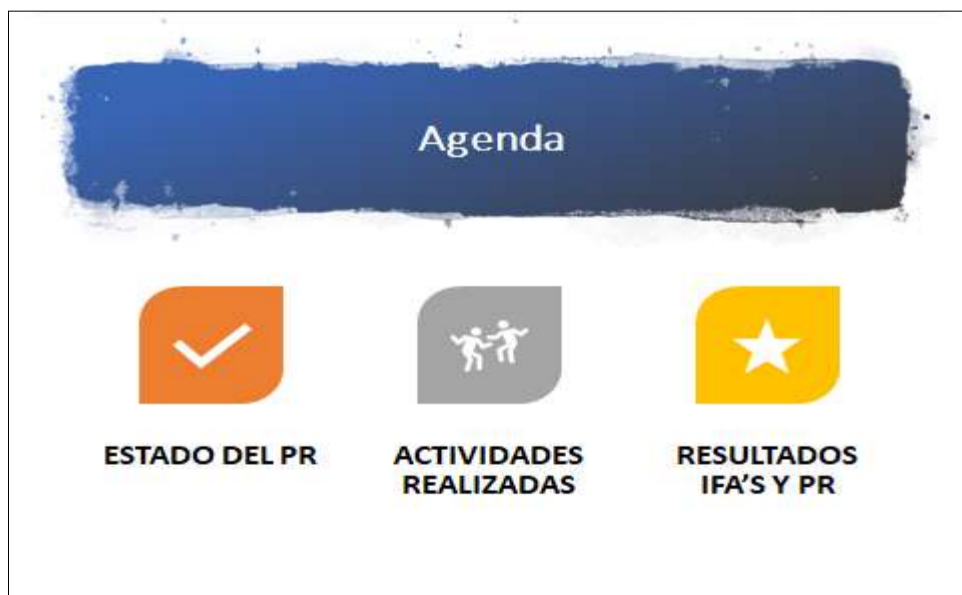 Agenda
ESTADO DEL PR
ACTIVIDADES
REALIZADAS
RESULTADOS
IFA'S Y PR